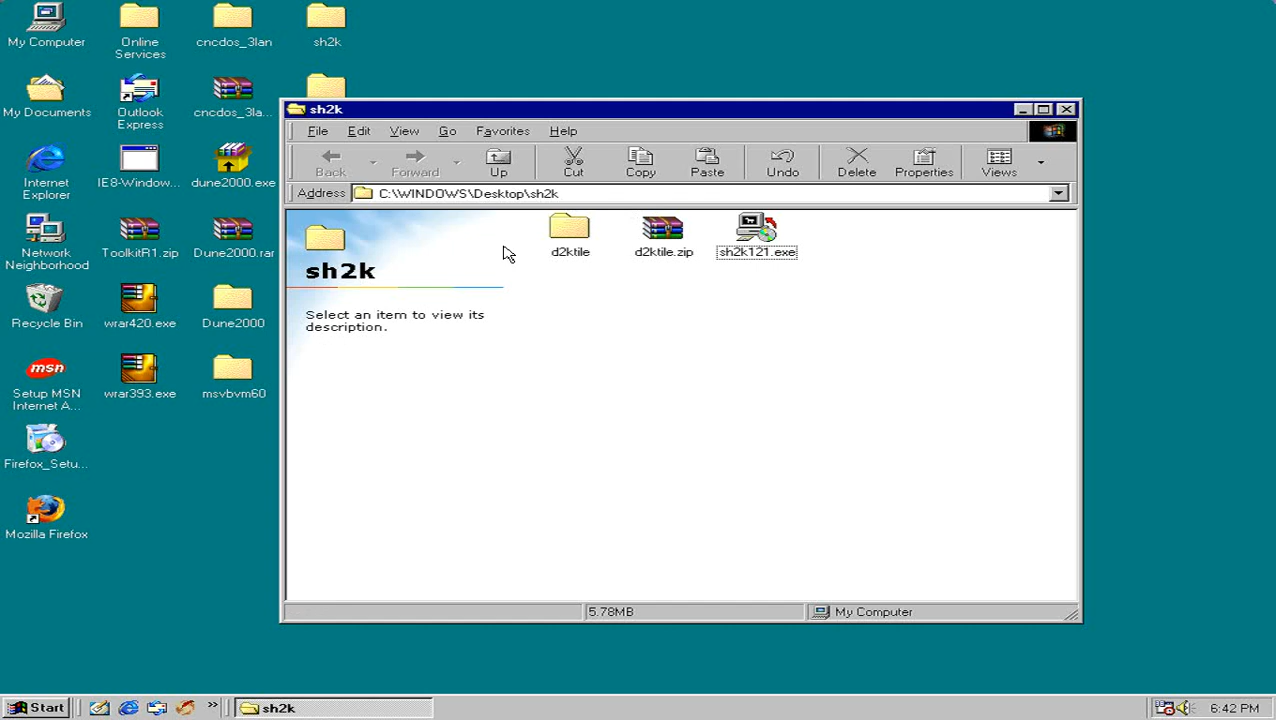 My Computer
Online
Services
cncdos_3lan
sh2k
My Documents
Outlook
Express
cncdos_3la...
Internet
Explorer
IE8-Window...
dune2000.exe
Network
Neighborhood
ToolkitR1.zip
Dune2000.rar
Recycle Bin
wrar420.exe
Dune2000
Setup MSN
Internet A...
wrar393.exe
msvbvm60
Firefox_Setu...
Mozilla Firefox
sh2k
File Edit View Go Favorites Help
Back Forward Up Cut Copy Paste Undo Delete Properties Views
Address C:\WINDOWS\Desktop\sh2k
sh2k
Select an item to view its
description.
d2ktile
d2ktile.zip
sh2k121.exe
5.78MB
My Computer
msn
Start
sh2k
6:42 PM